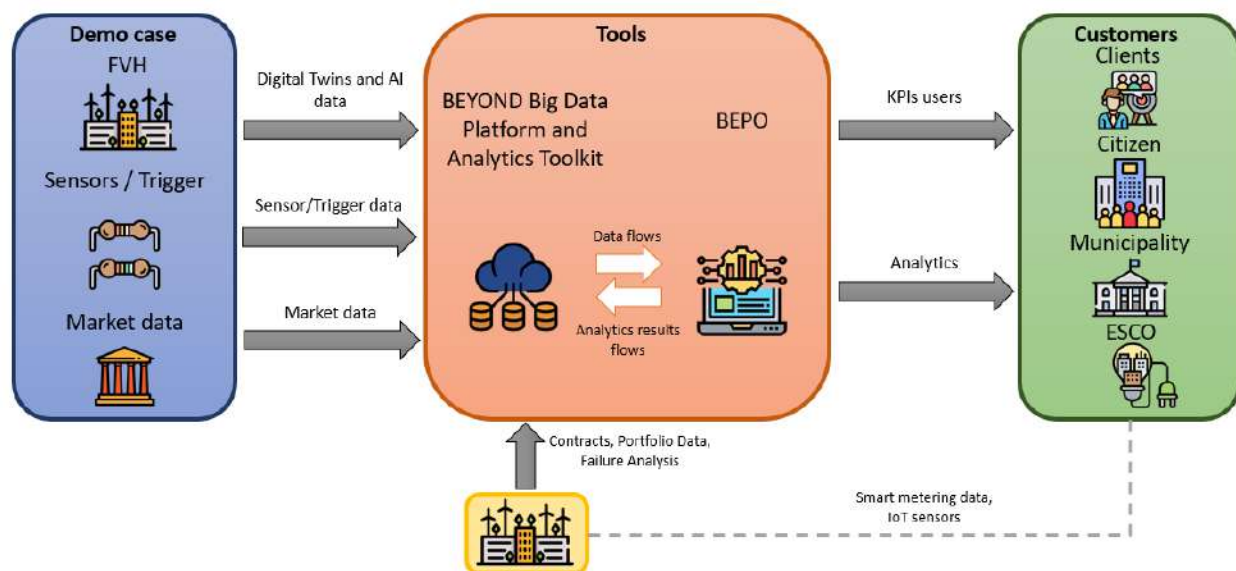 Demo case
FVH
Sensors / Trigger
Market data
Digital Twins and AI
data
Sensor/Trigger data
Market data
Tools
BEYOND Big Data
Platform and
Analytics Toolkit
BEPO
Data flows
Analytics results
flows
KPIs users
Analytics
Customers
Clients
Citizen
Municipality
ESCO
Contracts, Portfolio Data,
Failure Analysis
Smart metering data,
IoT sensors